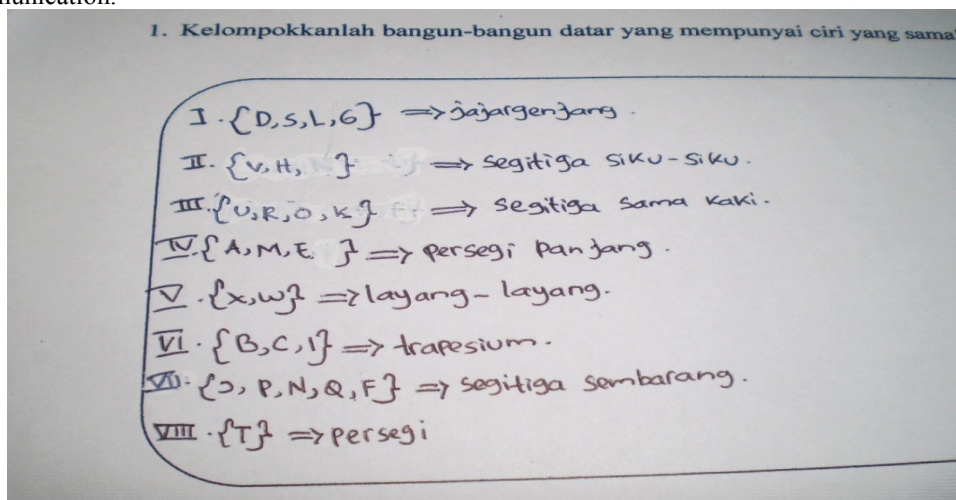 munication.
1. Kelompokkanlah bangun-bangun datar yang mempunyai ciri yang sama
I. {D,S,L,G} => jajargenjang.
II. {V,H, } => segitiga siku-siku.
III. {U,R,O,K} => segitiga sama kaki.
IV. {A,M,E } => persegi panjang.
V. {X,W} => layang-layang.
VI. {B,C,I} => trapesium.
VII. {J,P,N,Q,F} => segitiga sembarang.
VIII. {T} => persegi